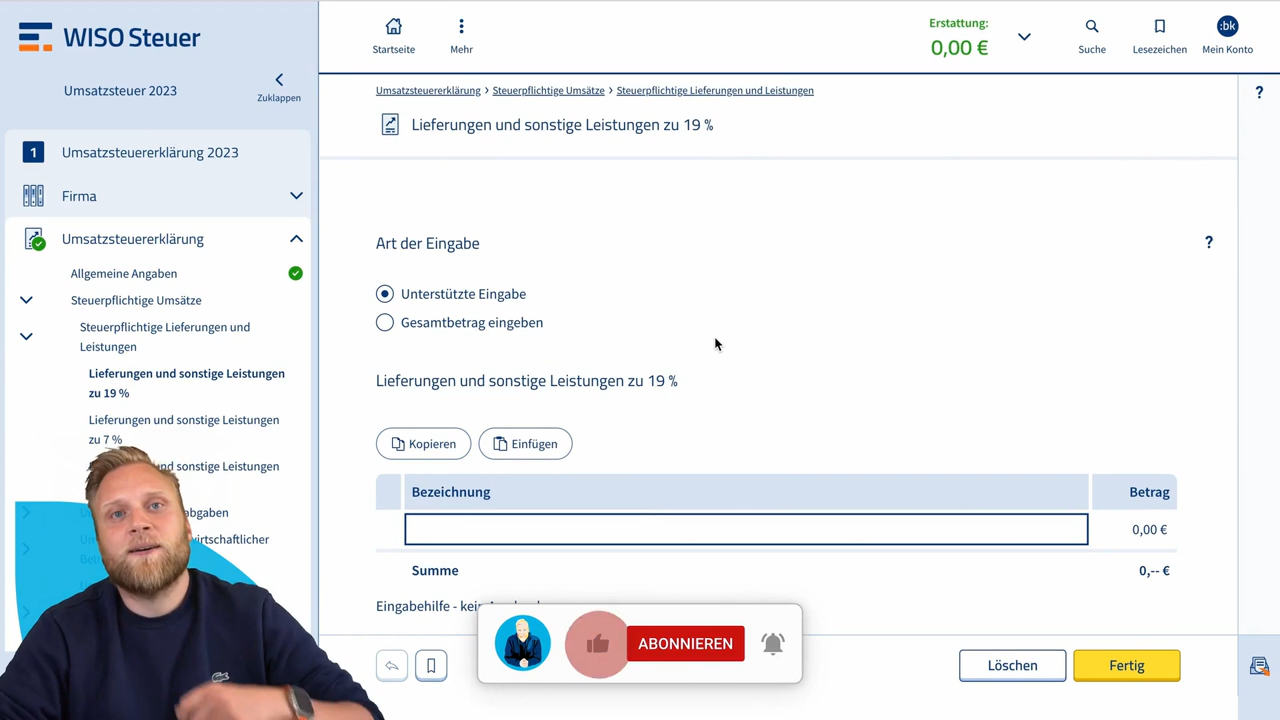 WISO Steuer
Umsatzsteuer 2023
Zuklappen
1 Umsatzsteuererklärung 2023
Firma
Umsatzsteuererklärung
Allgemeine Angaben
Steuerpflichtige Umsätze
Steuerpflichtige Lieferungen und
Leistungen
Lieferungen und sonstige Leistungen
zu 19 %
Lieferungen und sonstige Leistungen
zu 7 %
und sonstige Leistungen
Startseite
Mehr
Erstattung:
0,00 €
Suche
Lesezeichen
:bk
Mein Konto
Umsatzsteuererklärung › Steuerpflichtige Umsätze › Steuerpflichtige Lieferungen und Leistungen
?
Lieferungen und sonstige Leistungen zu 19 %
Art der Eingabe
?
Unterstützte Eingabe
Gesamtbetrag eingeben
Lieferungen und sonstige Leistungen zu 19 %
Kopieren
Einfügen
Bezeichnung Betrag
0,00 €
Summe 0,-- €
Eingabehilfe -
ABONNIEREN
Löschen
Fertig